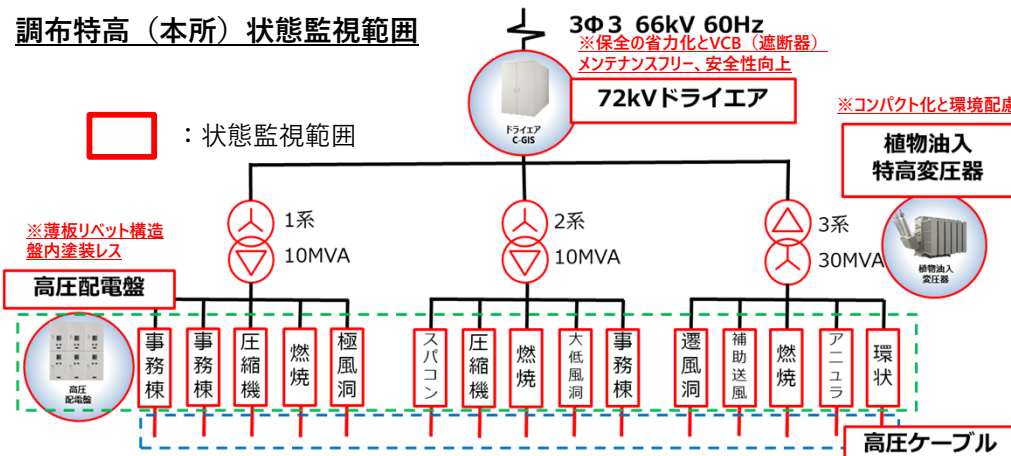 調布特高（本所）状態監視範囲
3Φ3 66kV 60Hz
※保全の省力化とVCB（遮断器）
メンテナンスフリー、安全性向上
72kVドライエア
ドライエア
C-GIS
：状態監視範囲
※コンパクト化と環境配慮
植物油入
特高変圧器
植物油入
変圧器
1系
10MVA
2系
10MVA
3系
30MVA
※薄板リベット構造
盤内塗装レス
高圧配電盤
高圧
配電盤
事務棟
事務棟
圧縮機
燃焼
極風洞
スパコン
圧縮機
燃焼
大低風洞
事務棟
遷風洞
補助送風
燃焼
アニュラ
環状
高圧ケーブル